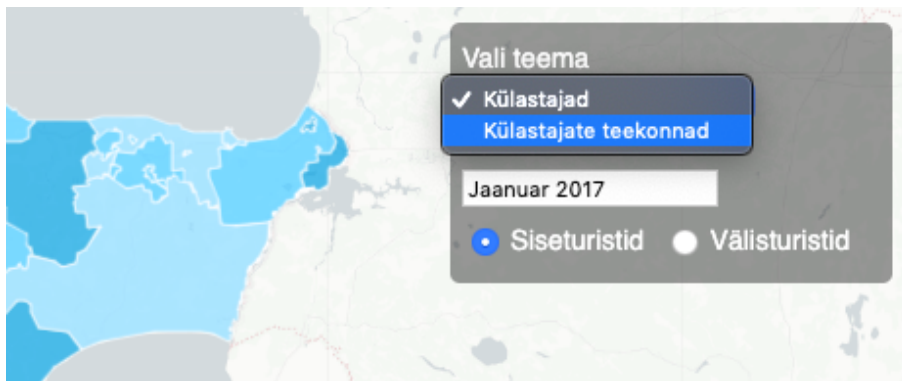 Vali teema
✓ Külastajad
Külastajate teekonnad
Jaanuar 2017
Siseturistid Välisturistid